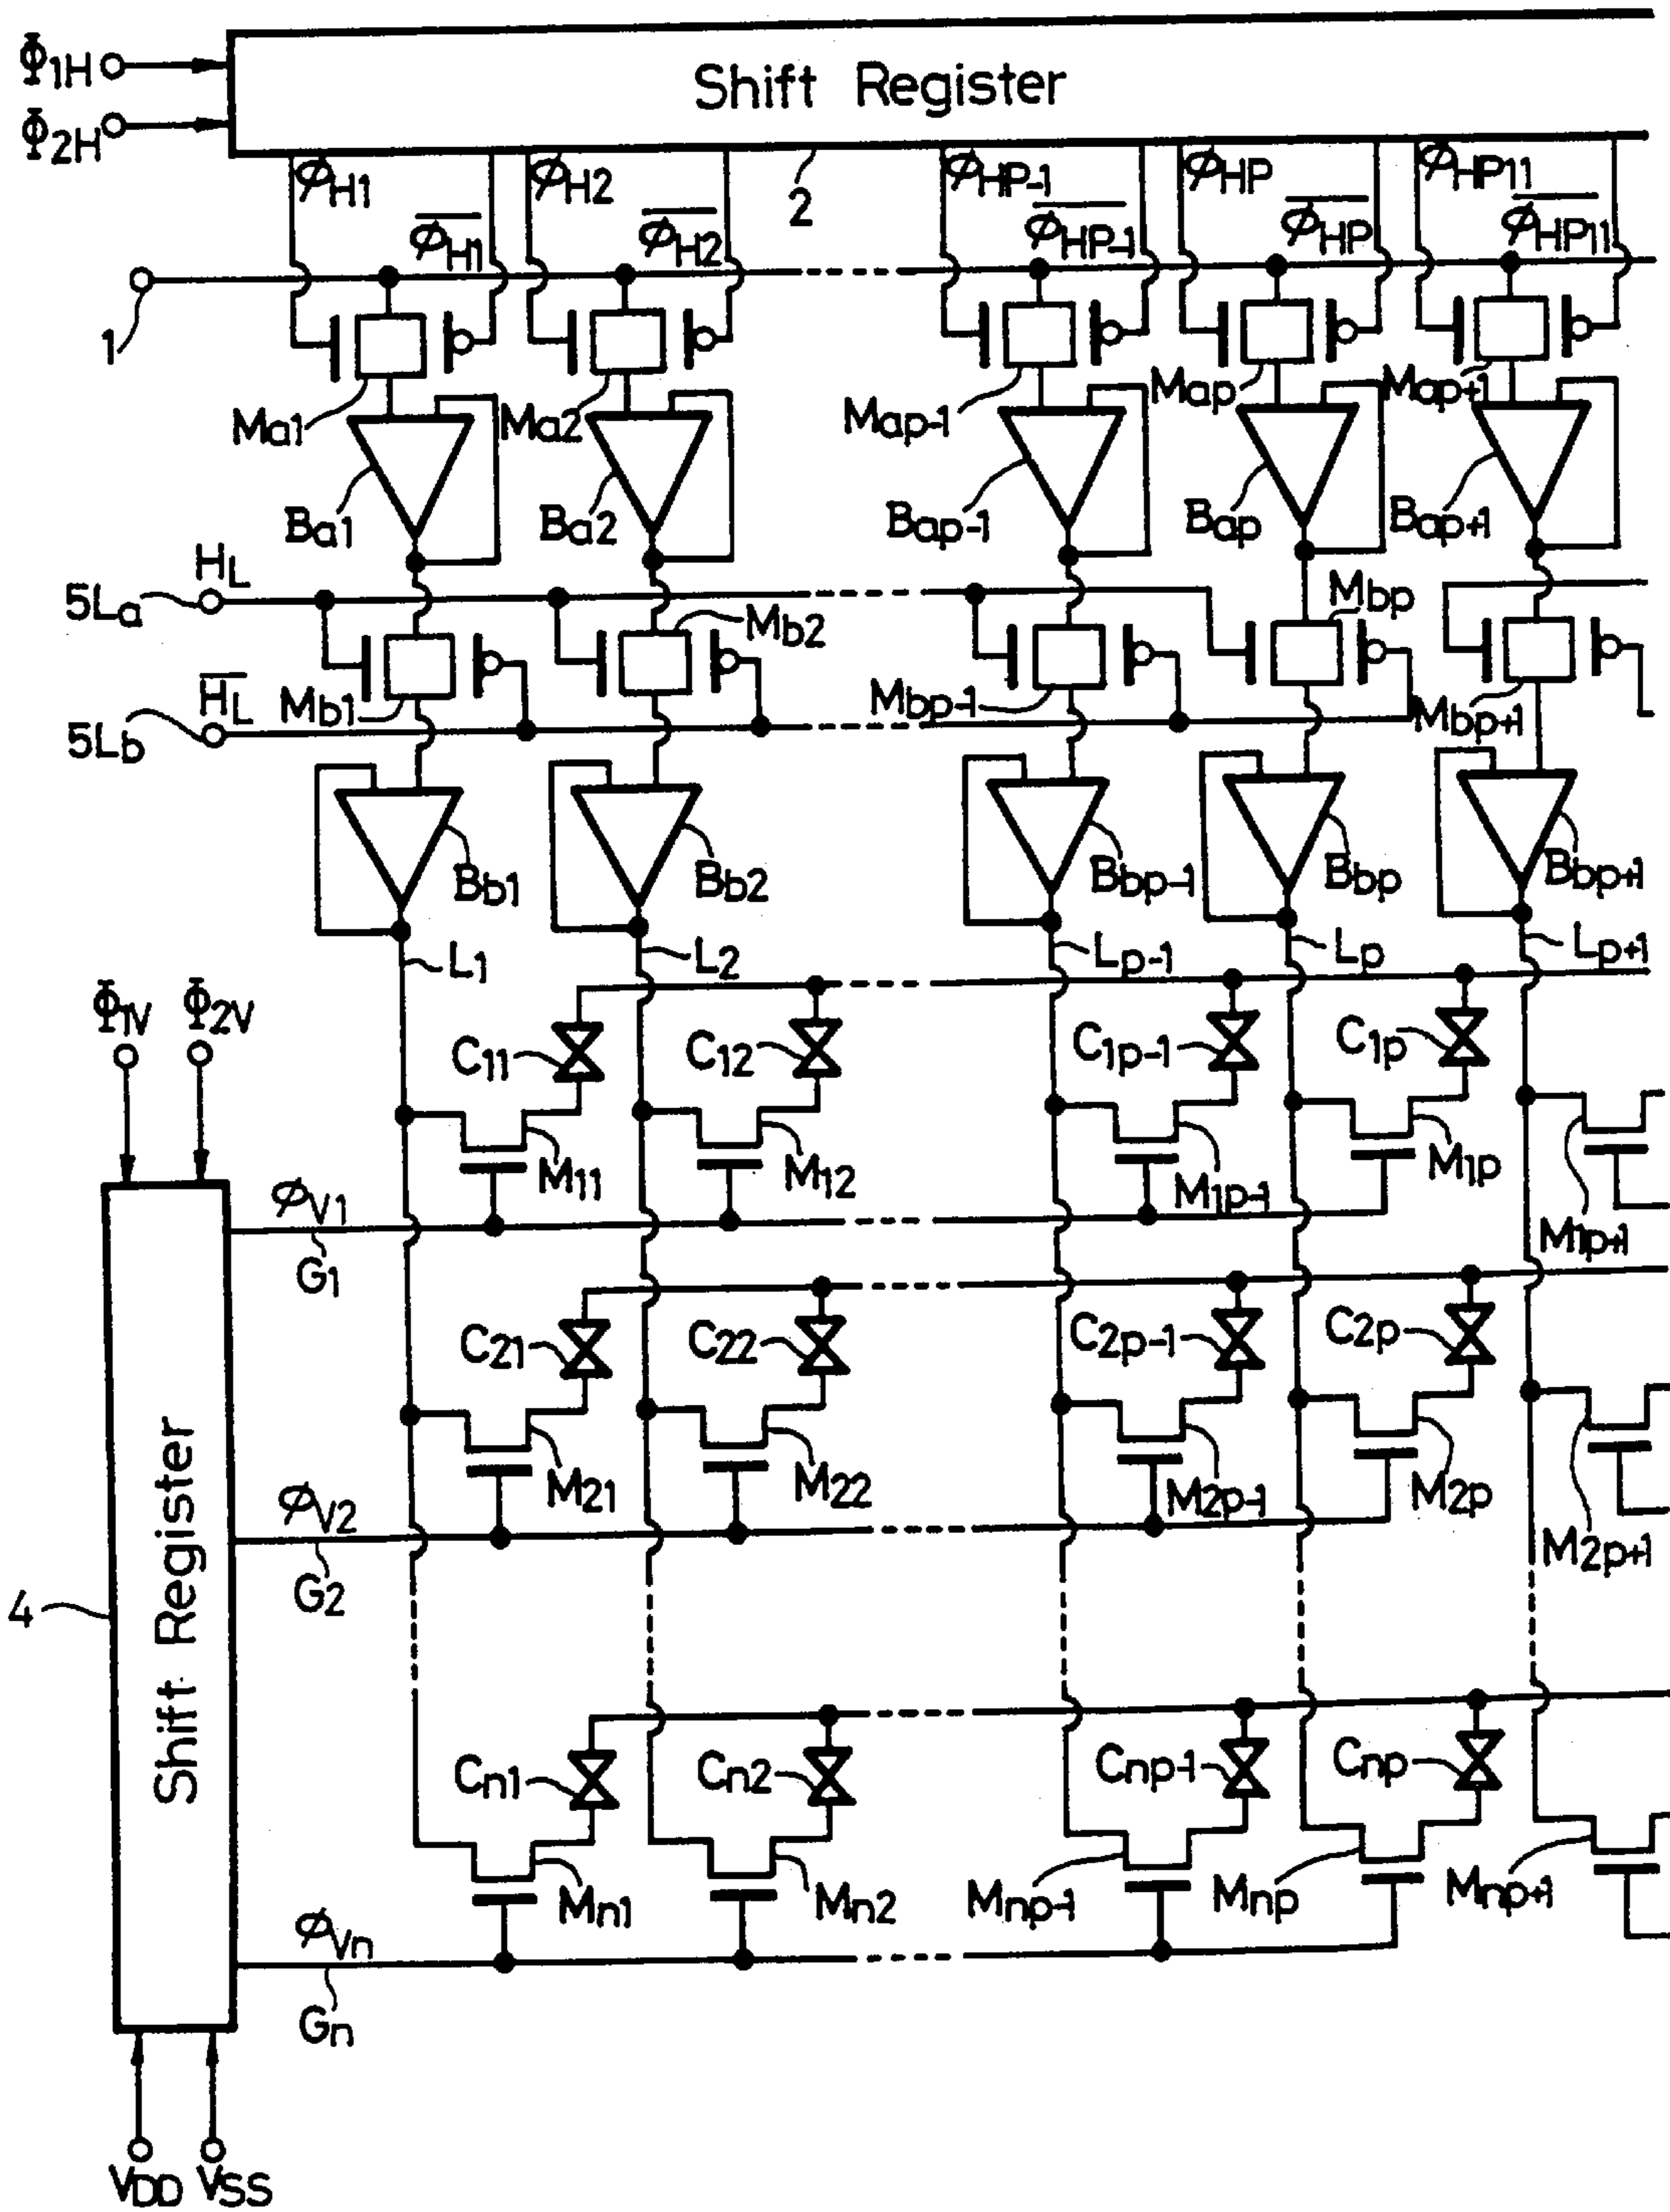 Φ1H
Shift Register
Φ2H
ϕH1 ϕH2 2 ϕHP-1 ϕHP ϕHP11
ϕ̅H1 ϕ̅H2 ϕ̅HP-1 ϕ̅HP ϕ̅HP11
1
Ma1 Ma2 Map-1 Map Map+1
Ba1 Ba2 Bap-1 Bap Bap+1
5La HL
Mb2 Mbp
5Lb H̅L Mb1 Mbp-1 Mbp+1
Bb1 Bb2 Bbp-1 Bbp Bbp+1
L1 L2 Lp-1 Lp Lp+1
Φ1V Φ2V
C11 C12 C1p-1 C1p
M11 M12 M1p-1 M1p M1p+1
ϕV1
G1
C21 C22 C2p-1 C2p
M21 M22 M2p-1 M2p M2p+1
ϕV2
G2
4
Shift Register
Cn1 Cn2 Cnp-1 Cnp
Mn1 Mn2 Mnp-1 Mnp Mnp+1
ϕVn
Gn
VDD VSS